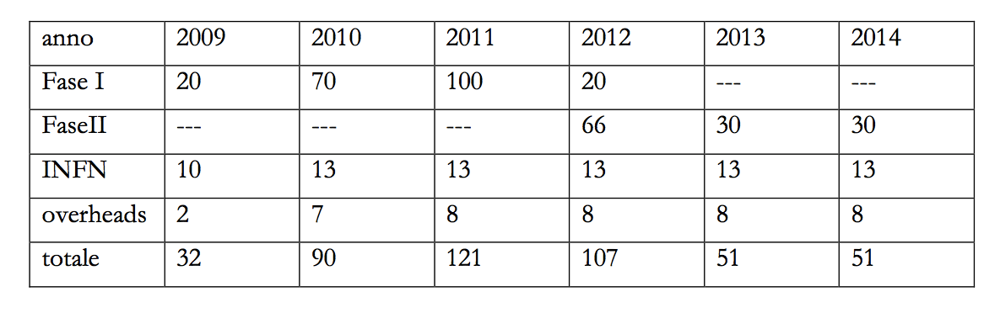 anno 2009 2010 2011 2012 2013 2014
Fase I 20 70 100 20 --- ---
FaseII --- --- --- 66 30 30
INFN 10 13 13 13 13 13
overheads 2 7 8 8 8 8
totale 32 90 121 107 51 51